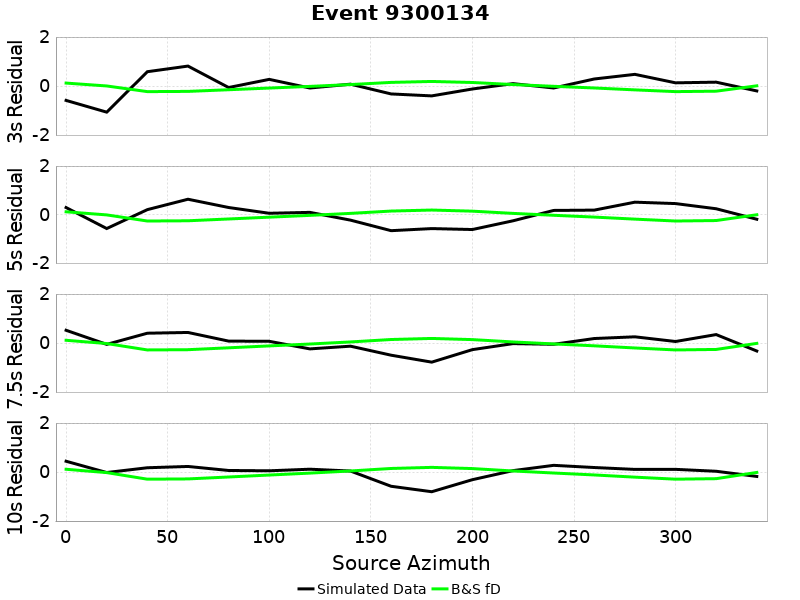 Event 9300134
3s Residual
2
0
-2
5s Residual
2
0
-2
7.5s Residual
2
0
-2
10s Residual
2
0
-2
0 50 100 150 200 250 300
Source Azimuth
Simulated Data B&S fD